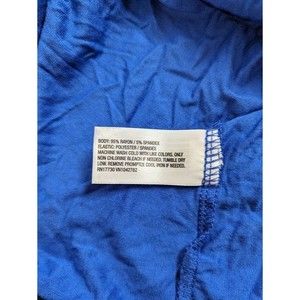 BODY: 95% RAYON / 5% SPANDEX
ELASTIC: POLYESTER / SPANDEX
MACHINE WASH COLD WITH LIKE COLORS, ONLY
NON CHLORINE BLEACH IF NEEDED, TUMBLE DRY
LOW. REMOVE PROMPTLY. COOL IRON IF NEEDED.
RN17730 VN1042782